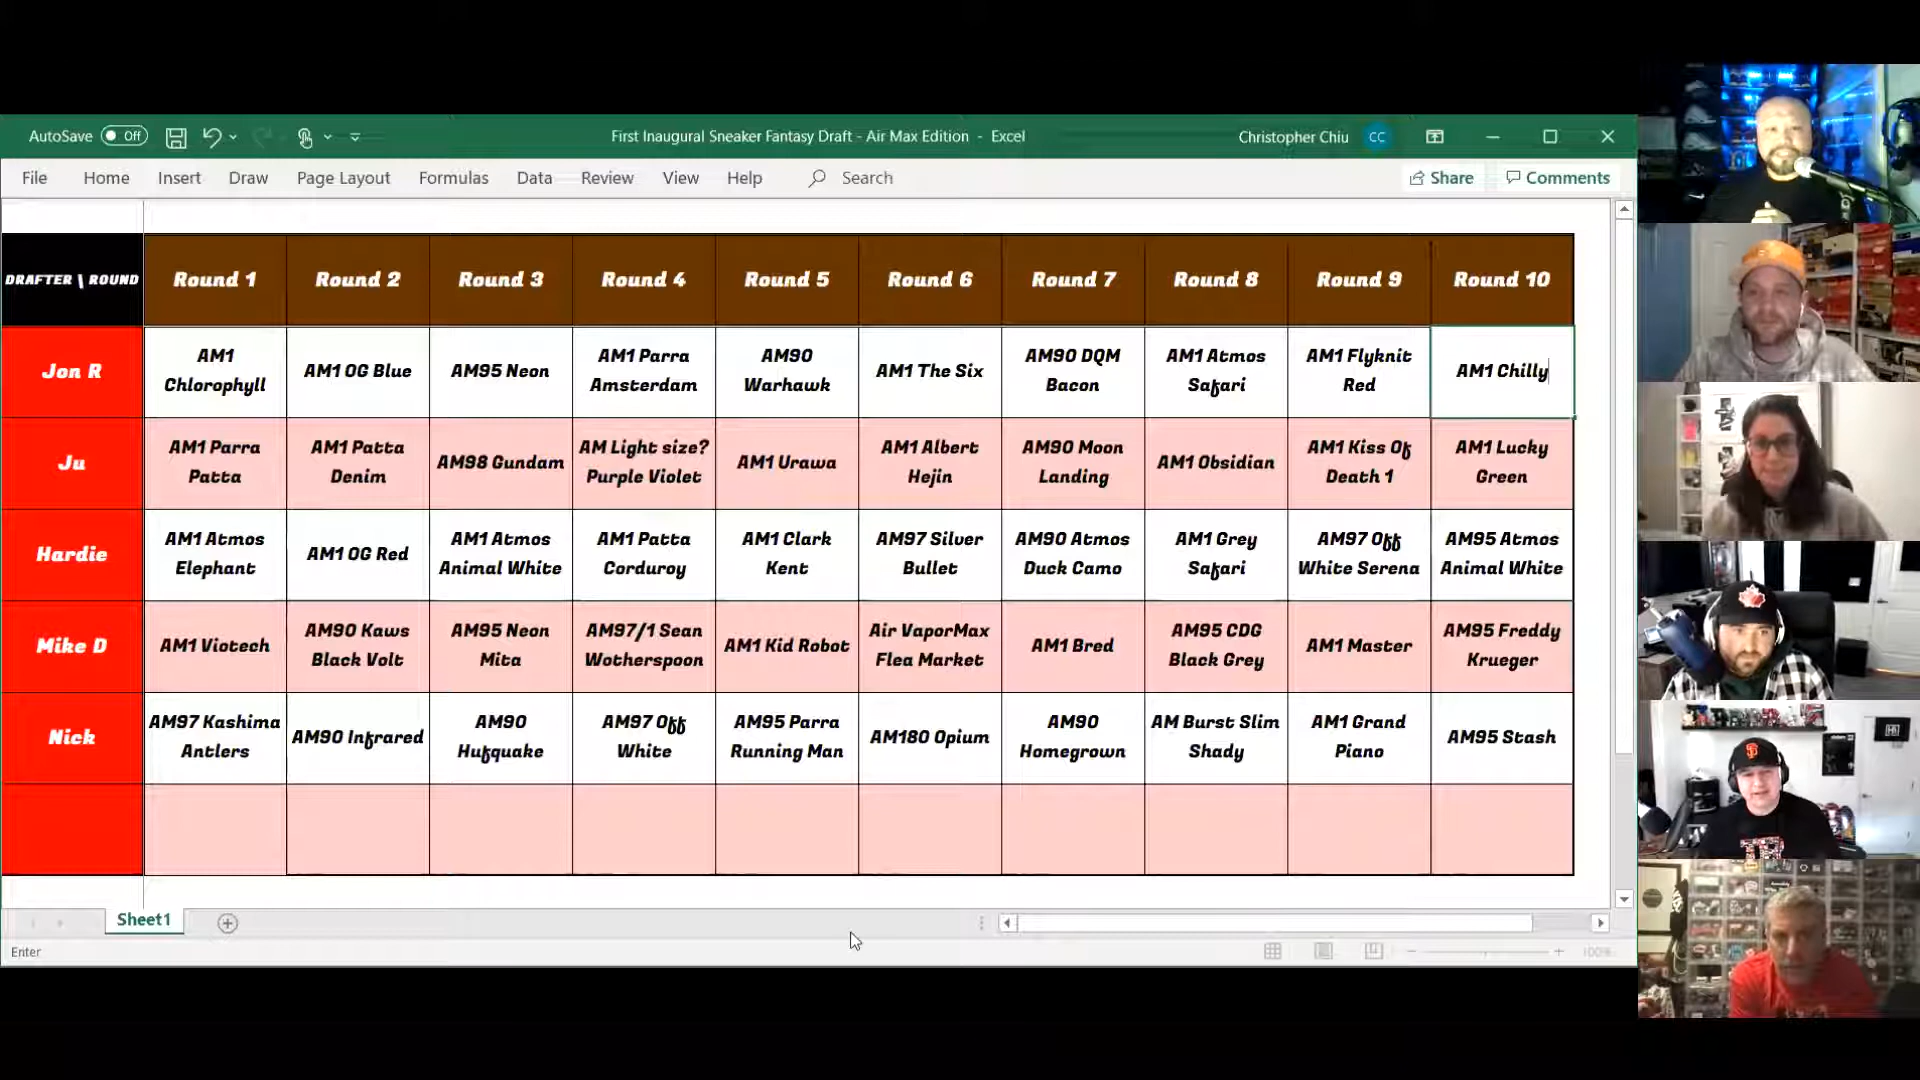 AutoSave Off
First Inaugural Sneaker Fantasy Draft - Air Max Edition - Excel
Christopher Chiu CC
File Home Insert Draw Page Layout Formulas Data Review View Help Search Share Comments
DRAFTER \ ROUND Round 1 Round 2 Round 3 Round 4 Round 5 Round 6 Round 7 Round 8 Round 9 Round 10
Jon R
AM1
Chlorophyll
AM1 OG Blue
AM95 Neon
AM1 Parra
Amsterdam
AM90
Warhawk
AM1 The Six
AM90 DQM
Bacon
AM1 Atmos
Safari
AM1 Flyknit
Red
AM1 Chilly
Ju
AM1 Parra
Patta
AM1 Patta
Denim
AM98 Gundam
AM Light size?
Purple Violet
AM1 Urawa
AM1 Albert
Hejin
AM90 Moon
Landing
AM1 Obsidian
AM1 Kiss Of
Death 1
AM1 Lucky
Green
Hardie
AM1 Atmos
Elephant
AM1 OG Red
AM1 Atmos
Animal White
AM1 Patta
Corduroy
AM1 Clark
Kent
AM97 Silver
Bullet
AM90 Atmos
Duck Camo
AM1 Grey
Safari
AM97 Off
White Serena
AM95 Atmos
Animal White
Mike D
AM1 Viotech
AM90 Kaws
Black Volt
AM95 Neon
Mita
AM97/1 Sean
Wotherspoon
AM1 Kid Robot
Air VaporMax
Flea Market
AM1 Bred
AM95 CDG
Black Grey
AM1 Master
AM95 Freddy
Krueger
Nick
AM97 Kashima
Antlers
AM90 Infrared
AM90
Hufquake
AM97 Off
White
AM95 Parra
Running Man
AM180 Opium
AM90
Homegrown
AM Burst Slim
Shady
AM1 Grand
Piano
AM95 Stash
Sheet1
Enter
100%